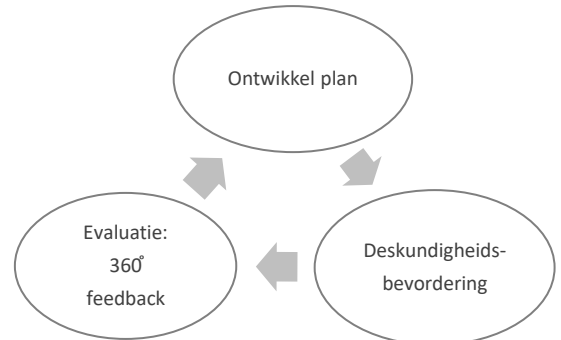 Ontwikkel plan
Deskundigheids-
bevordering
Evaluatie:
360°
feedback